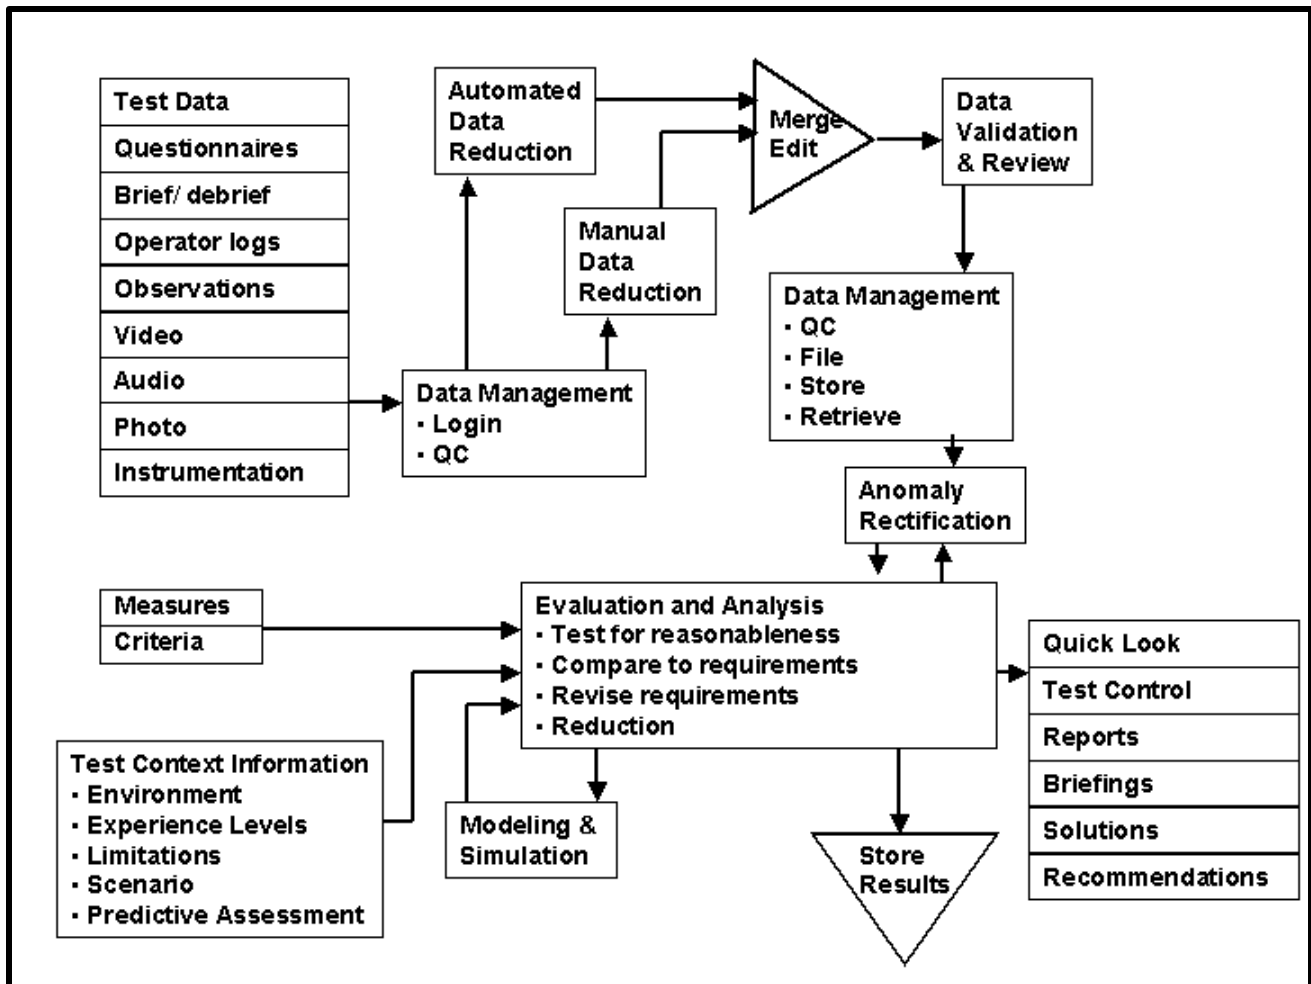 Test Data
Questionnaires
Brief/ debrief
Operator logs
Observations
Video
Audio
Photo
Instrumentation
Automated
Data
Reduction
Manual
Data
Reduction
Data Management
▪ Login
▪ QC
Merge
Edit
Data
Validation
& Review
Data Management
▪ QC
▪ File
▪ Store
▪ Retrieve
Anomaly
Rectification
Measures
Criteria
Evaluation and Analysis
▪ Test for reasonableness
▪ Compare to requirements
▪ Revise requirements
▪ Reduction
Test Context Information
▪ Environment
▪ Experience Levels
▪ Limitations
▪ Scenario
▪ Predictive Assessment
Modeling &
Simulation
Store
Results
Quick Look
Test Control
Reports
Briefings
Solutions
Recommendations